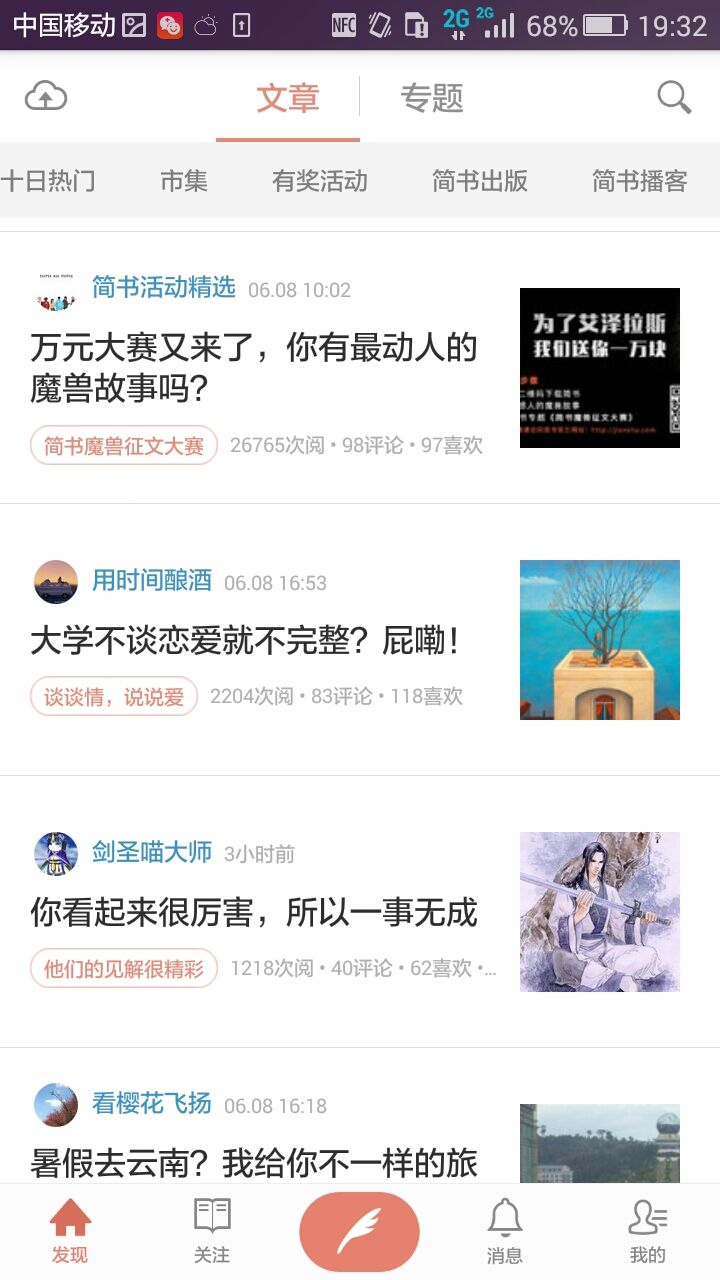 中国移动 NFC 2G 2G 68% 19:32
文章 专题
十日热门 市集 有奖活动 简书出版 简书播客
简书活动精选 06.08 10:02
万元大赛又来了，你有最动人的
魔兽故事吗？
简书魔兽征文大赛 26765次阅 • 98评论 • 97喜欢
为了艾泽拉斯
我们送你一万块
用时间酿酒 06.08 16:53
大学不谈恋爱就不完整？屁嘞！
谈谈情，说说爱 2204次阅 • 83评论 • 118喜欢
剑圣喵大师 3小时前
你看起来很厉害，所以一事无成
他们的见解很精彩 1218次阅 • 40评论 • 62喜欢 •...
看樱花飞扬 06.08 16:18
暑假去云南？我给你不一样的旅
发现 关注 消息 我的